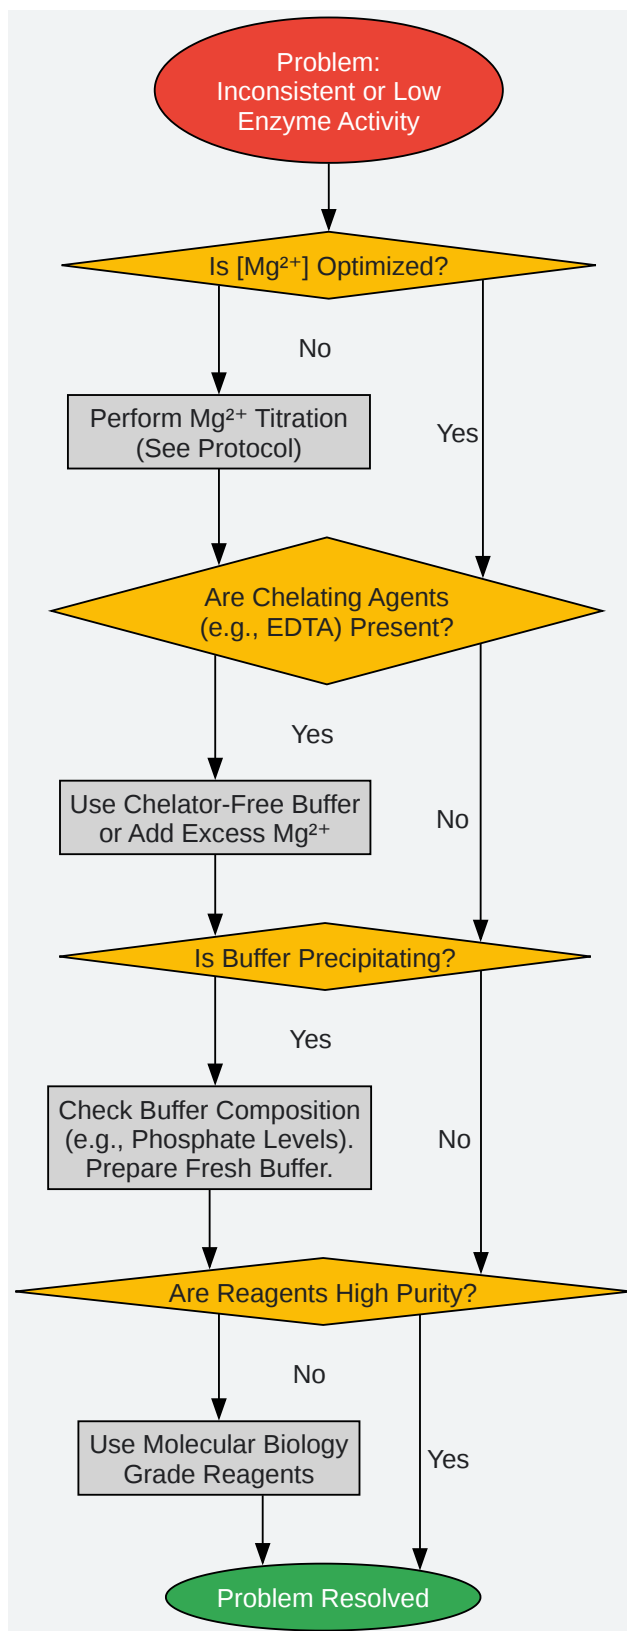 Problem:
Inconsistent or Low
Enzyme Activity
Is [Mg²⁺] Optimized?
No
Perform Mg²⁺ Titration
(See Protocol)
Yes
Are Chelating Agents
(e.g., EDTA) Present?
Yes
Use Chelator-Free Buffer
or Add Excess Mg²⁺
No
Is Buffer Precipitating?
Yes
Check Buffer Composition
(e.g., Phosphate Levels).
Prepare Fresh Buffer.
No
Are Reagents High Purity?
No
Use Molecular Biology
Grade Reagents
Yes
Problem Resolved